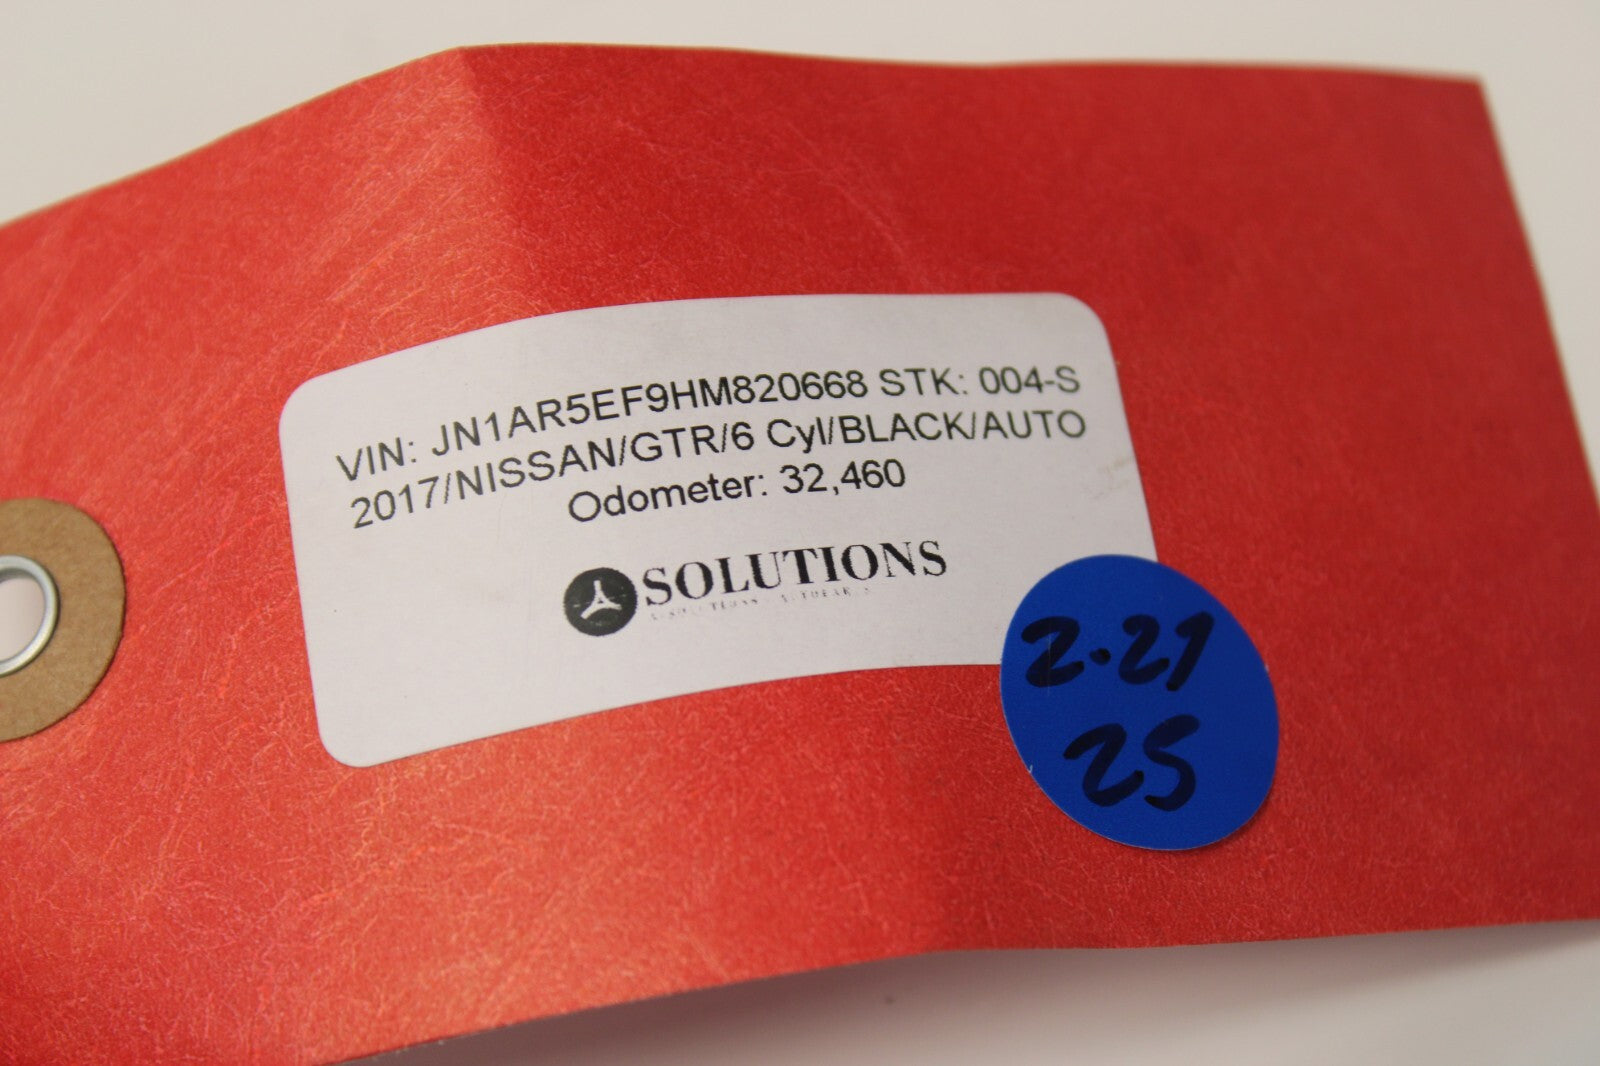 VIN: JN1AR5EF9HM820668 STK: 004-S
2017/NISSAN/GTR/6 Cyl/BLACK/AUTO
Odometer: 32,460
SOLUTIONS
2.21
25